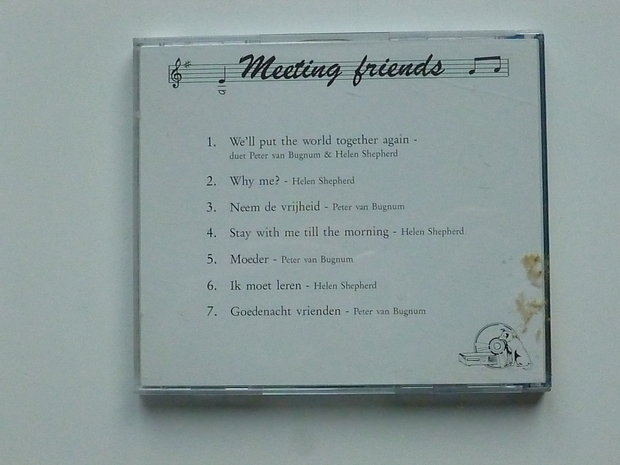 Meeting friends
1. We'll put the world together again -
duet Peter van Bugnum & Helen Shepherd
2. Why me? - Helen Shepherd
3. Neem de vrijheid - Peter van Bugnum
4. Stay with me till the morning - Helen Shepherd
5. Moeder - Peter van Bugnum
6. Ik moet leren - Helen Shepherd
7. Goedenacht vrienden - Peter van Bugnum